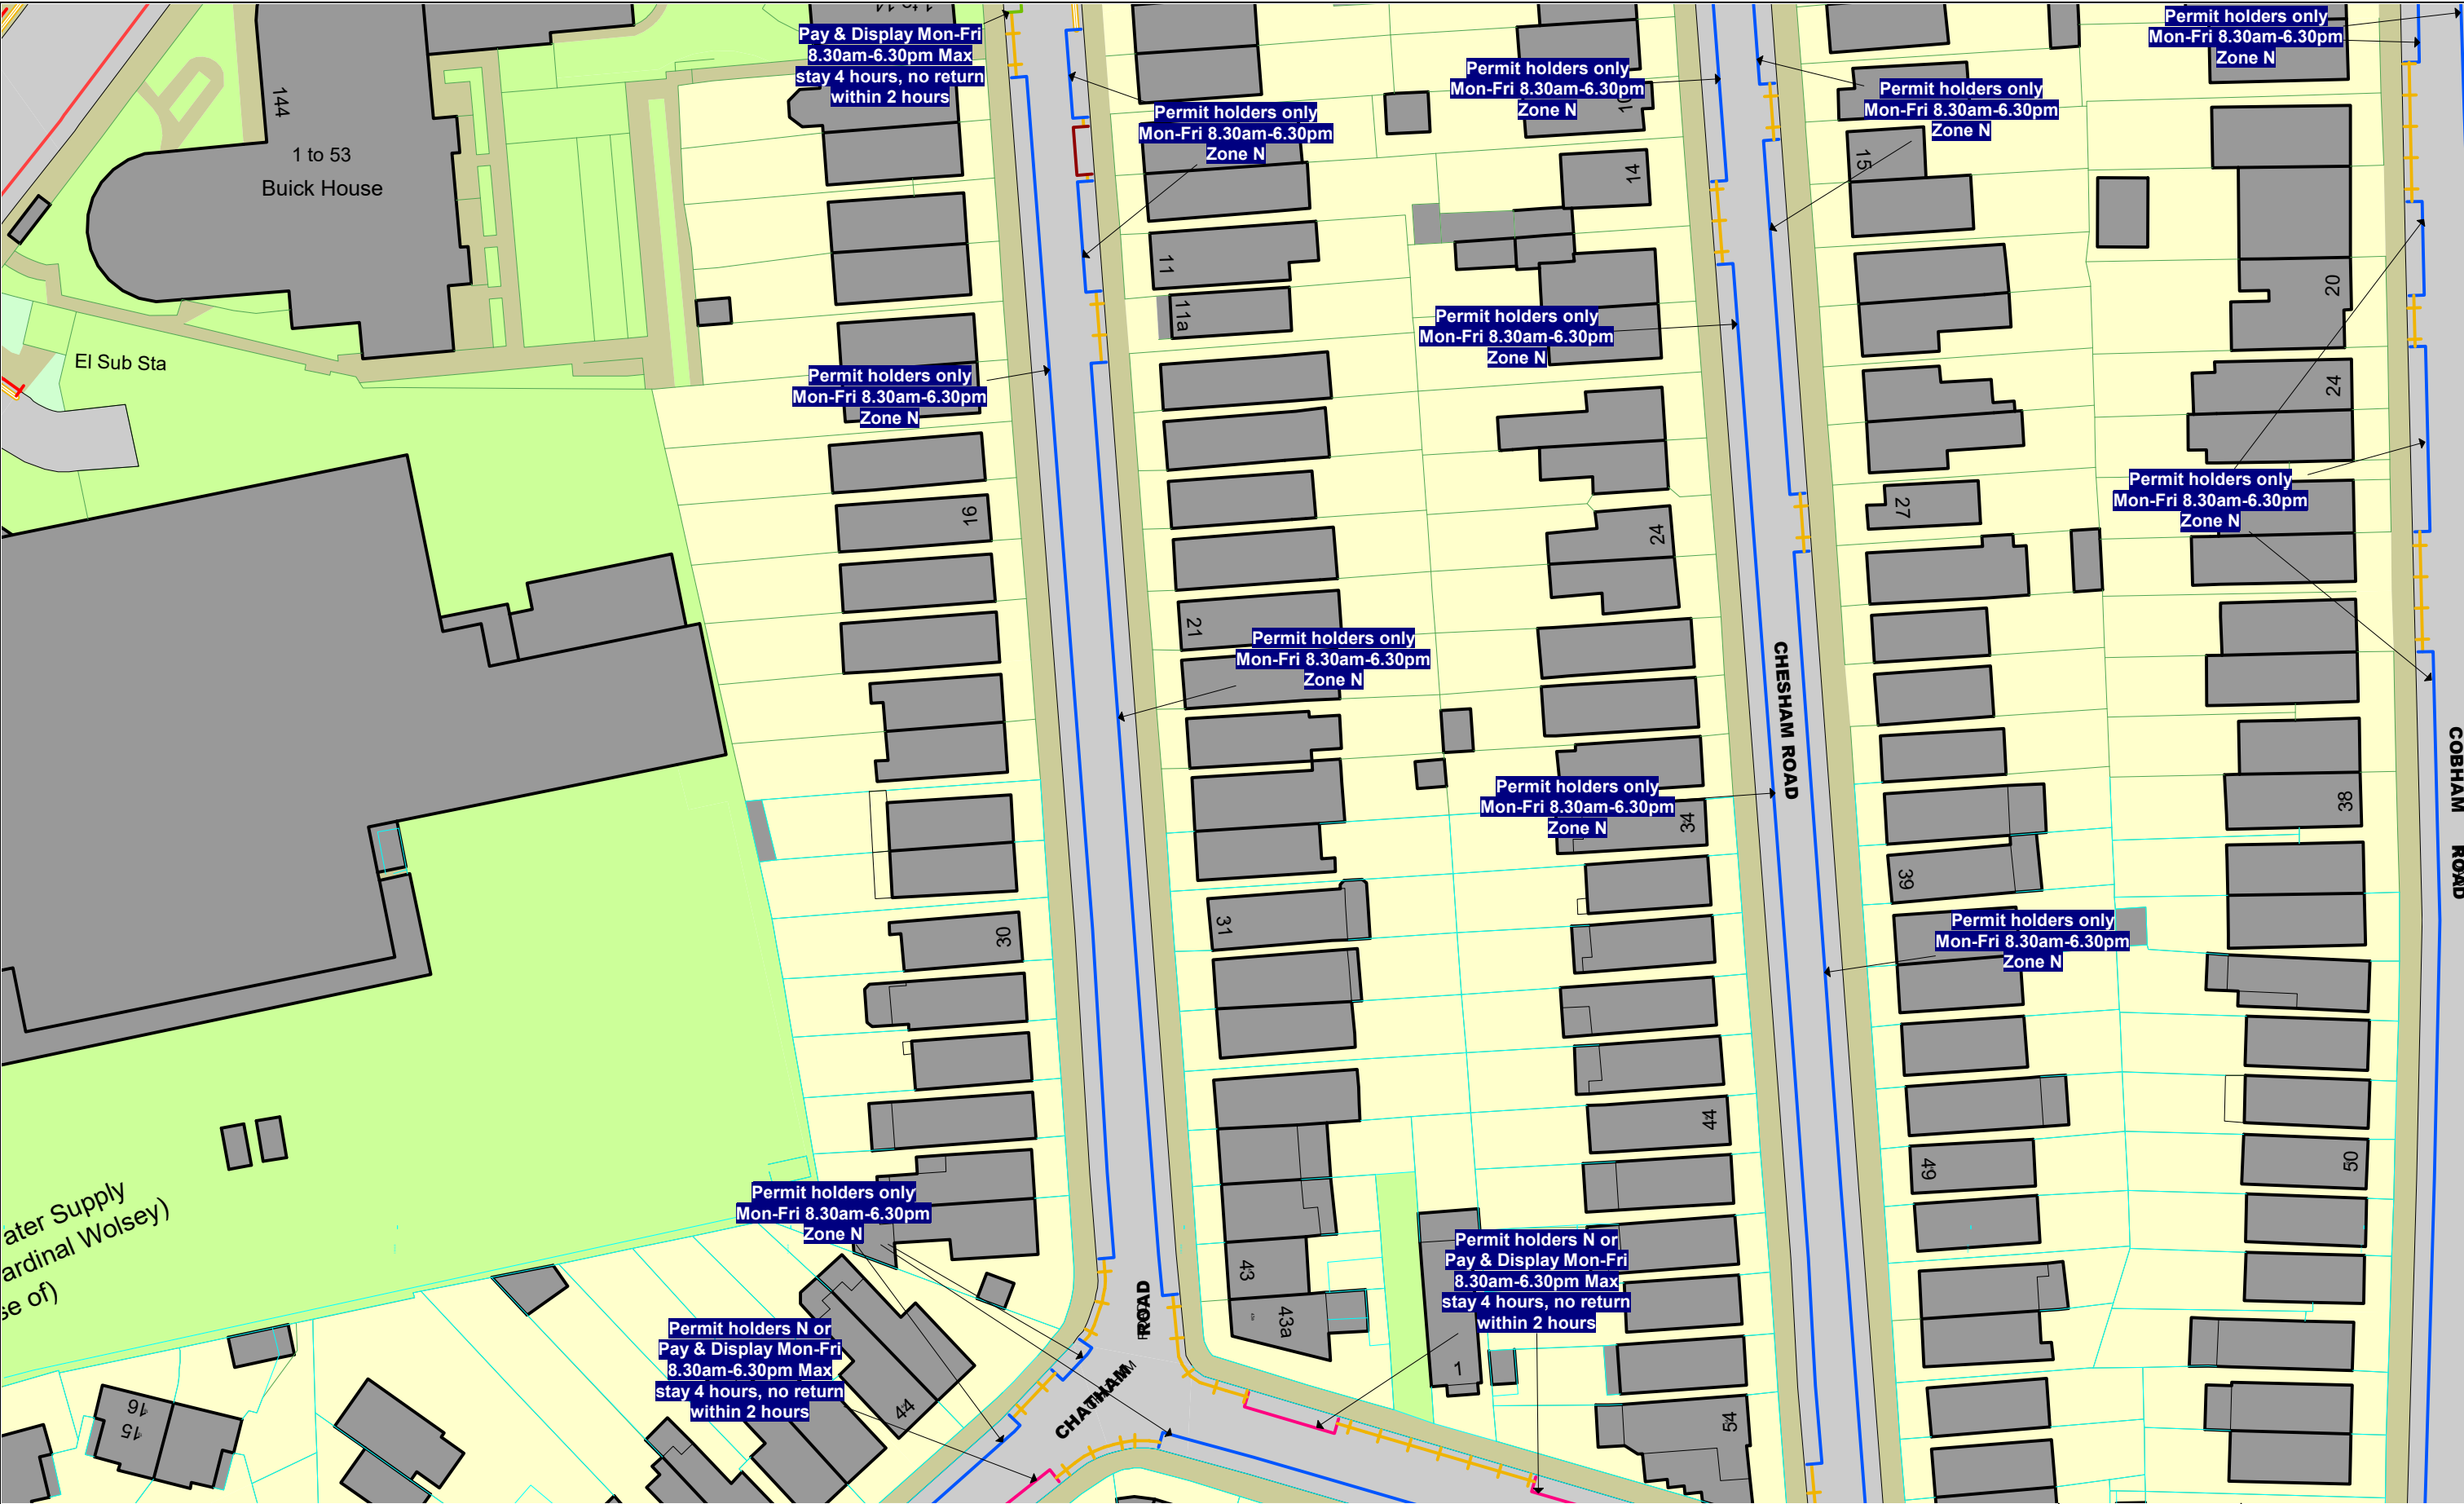 Pay & Display Mon-Fri
8.30am-6.30pm Max
stay 4 hours, no return
within 2 hours
Permit holders only
Mon-Fri 8.30am-6.30pm
Zone N
Permit holders only
Mon-Fri 8.30am-6.30pm
Zone N
Permit holders only
Mon-Fri 8.30am-6.30pm
Zone N
Permit holders only
Mon-Fri 8.30am-6.30pm
Zone N
144
1 to 53
Buick House
15
14
11
11a
20
El Sub Sta
Permit holders only
Mon-Fri 8.30am-6.30pm
Zone N
Permit holders only
Mon-Fri 8.30am-6.30pm
Zone N
24
16
27
24
Permit holders only
Mon-Fri 8.30am-6.30pm
Zone N
21
Permit holders only
Mon-Fri 8.30am-6.30pm
Zone N
CHESHAM ROAD
COBHAM
ROAD
Permit holders only
Mon-Fri 8.30am-6.30pm
Zone N
34
38
39
31
30
Permit holders only
Mon-Fri 8.30am-6.30pm
Zone N
44
49
50
ater Supply
ardinal Wolsey)
se of)
Permit holders only
Mon-Fri 8.30am-6.30pm
Zone N
Permit holders N or
Pay & Display Mon-Fri
8.30am-6.30pm Max
stay 4 hours, no return
within 2 hours
43
43a
1
ROAD
CHATHAM
Permit holders N or
Pay & Display Mon-Fri
8.30am-6.30pm Max
stay 4 hours, no return
within 2 hours
44
16
15
54